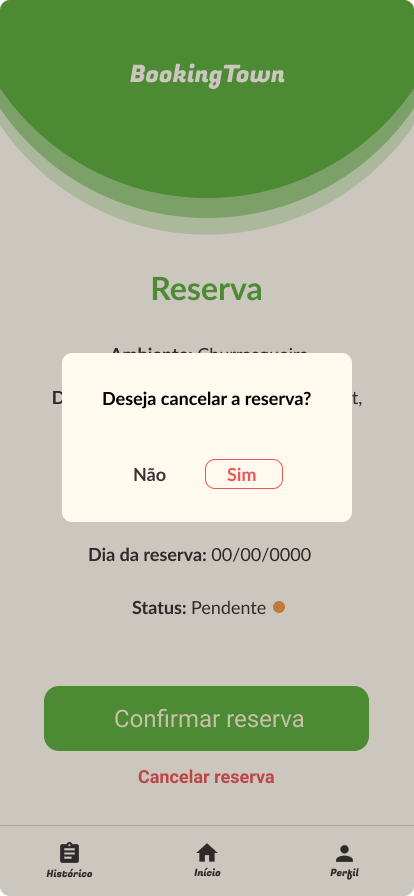 BookingTown
Reserva
Ambiente: Churrasqueira
D t,
Deseja cancelar a reserva?
Não Sim
Dia da reserva: 00/00/0000
Status: Pendente
Confirmar reserva
Cancelar reserva
Histórico Início Perfil